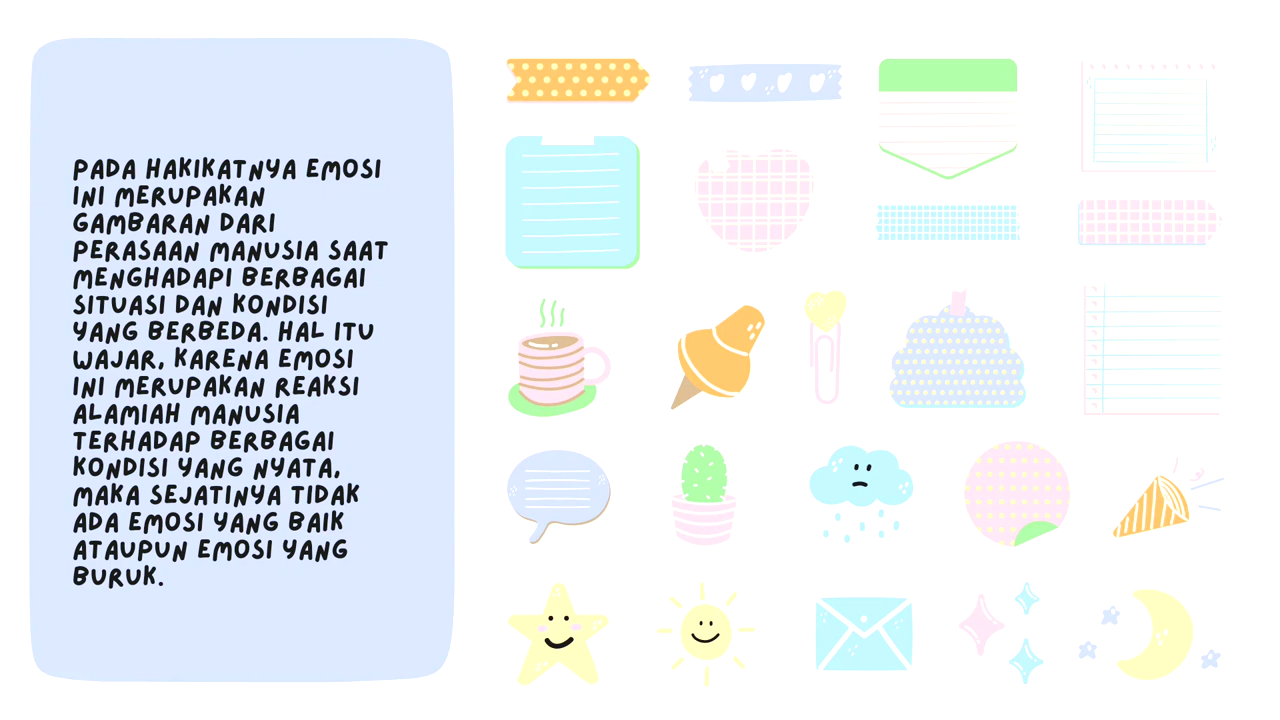 PADA HAKIKATNYA EMOSI
INI MERUPAKAN
GAMBARAN DARI
PERASAAN MANUSIA SAAT
MENGHADAPI BERBAGAI
SITUASI DAN KONDISI
YANG BERBEDA. HAL ITU
WAJAR, KARENA EMOSI
INI MERUPAKAN REAKSI
ALAMIAH MANUSIA
TERHADAP BERBAGAI
KONDISI YANG NYATA,
MAKA SEJATINYA TIDAK
ADA EMOSI YANG BAIK
ATAUPUN EMOSI YANG
BURUK.